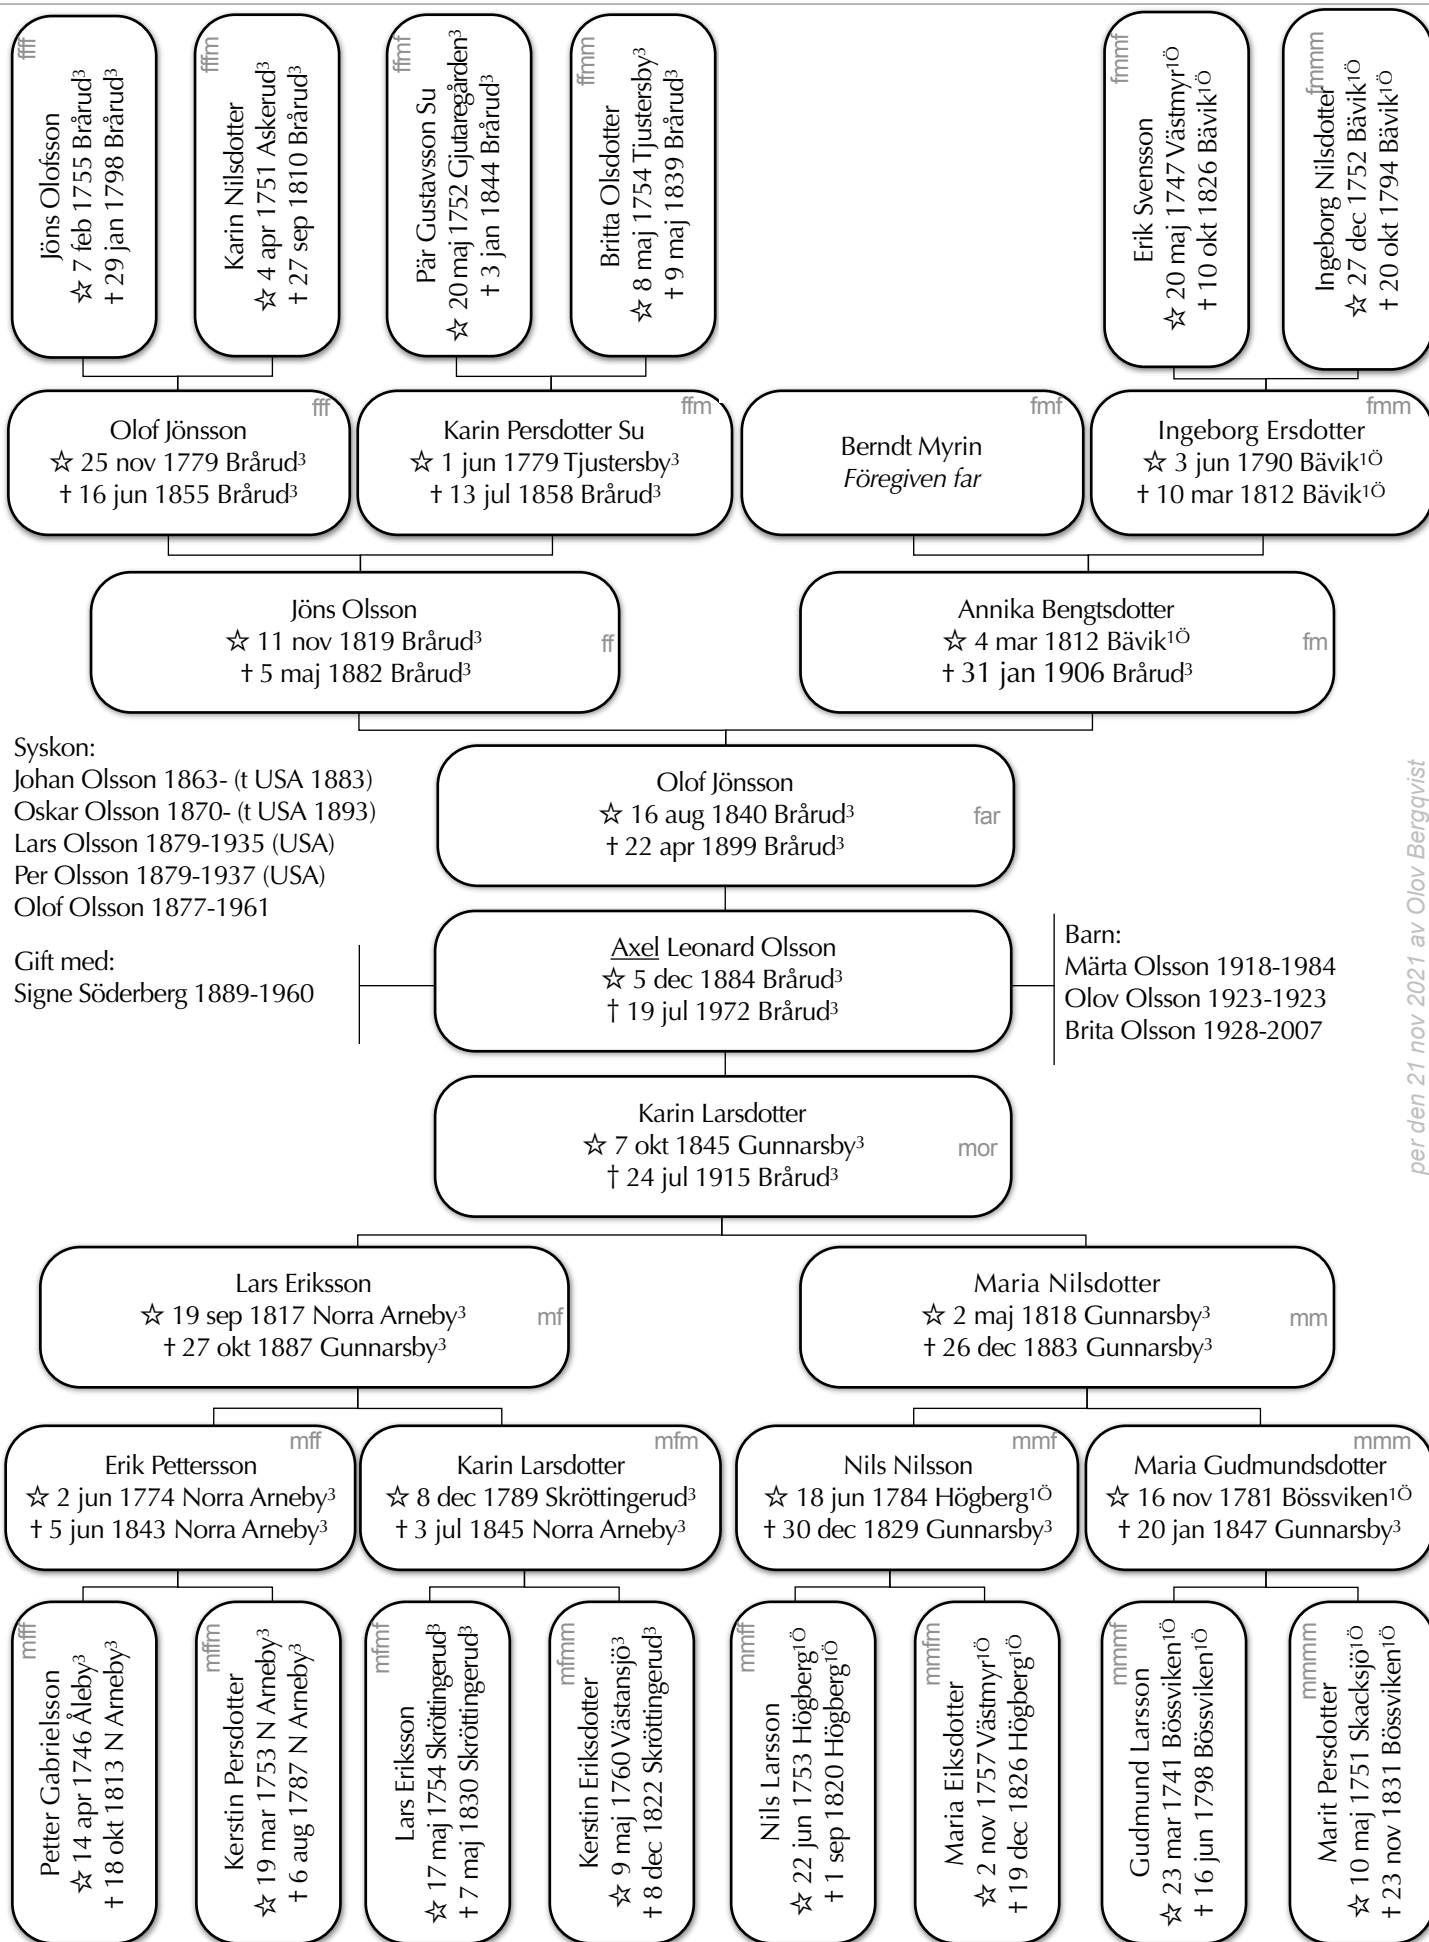 ffff
Jöns Olofsson
☆ 7 feb 1755 Brårud³
† 29 jan 1798 Brårud³
fffm
Karin Nilsdotter
☆ 4 apr 1751 Askerud³
† 27 sep 1810 Brårud³
ffmf
Pär Gustavsson Su
☆ 20 maj 1752 Gjutaregården³
† 3 jan 1844 Brårud³
ffmm
Britta Olsdotter
☆ 8 maj 1754 Tjustersby³
† 9 maj 1839 Brårud³
fmmf
Erik Svensson
☆ 20 maj 1747 Västmyr¹Ö
† 10 okt 1826 Bävik¹Ö
fmmm
Ingeborg Nilsdotter
☆ 27 dec 1752 Bävik¹Ö
† 20 okt 1794 Bävik¹Ö
fff
Olof Jönsson
☆ 25 nov 1779 Brårud³
† 16 jun 1855 Brårud³
ffm
Karin Persdotter Su
☆ 1 jun 1779 Tjustersby³
† 13 jul 1858 Brårud³
fmf
Berndt Myrin
Föregiven far
fmm
Ingeborg Ersdotter
☆ 3 jun 1790 Bävik¹Ö
† 10 mar 1812 Bävik¹Ö
Jöns Olsson
☆ 11 nov 1819 Brårud³
ff
† 5 maj 1882 Brårud³
Annika Bengtsdotter
☆ 4 mar 1812 Bävik¹Ö
fm
† 31 jan 1906 Brårud³
Syskon:
Johan Olsson 1863- (t USA 1883)
Oskar Olsson 1870- (t USA 1893)
Lars Olsson 1879-1935 (USA)
Per Olsson 1879-1937 (USA)
Olof Olsson 1877-1961
Olof Jönsson
☆ 16 aug 1840 Brårud³
far
† 22 apr 1899 Brårud³
Gift med:
Signe Söderberg 1889-1960
Axel Leonard Olsson
☆ 5 dec 1884 Brårud³
† 19 jul 1972 Brårud³
Barn:
Märta Olsson 1918-1984
Olov Olsson 1923-1923
Brita Olsson 1928-2007
per den 21 nov 2021 av Olov Bergqvist
Karin Larsdotter
☆ 7 okt 1845 Gunnarsby³
mor
† 24 jul 1915 Brårud³
Lars Eriksson
☆ 19 sep 1817 Norra Arneby³
mf
† 27 okt 1887 Gunnarsby³
Maria Nilsdotter
☆ 2 maj 1818 Gunnarsby³
mm
† 26 dec 1883 Gunnarsby³
mff
Erik Pettersson
☆ 2 jun 1774 Norra Arneby³
† 5 jun 1843 Norra Arneby³
mfm
Karin Larsdotter
☆ 8 dec 1789 Skröttingerud³
† 3 jul 1845 Norra Arneby³
mmf
Nils Nilsson
☆ 18 jun 1784 Högberg¹Ö
† 30 dec 1829 Gunnarsby³
mmm
Maria Gudmundsdotter
☆ 16 nov 1781 Bössviken¹Ö
† 20 jan 1847 Gunnarsby³
mfff
Petter Gabrielsson
☆ 14 apr 1746 Åleby³
† 18 okt 1813 N Arneby³
mffm
Kerstin Persdotter
☆ 19 mar 1753 N Arneby³
† 6 aug 1787 N Arneby³
mfmf
Lars Eriksson
☆ 17 maj 1754 Skröttingerud³
† 7 maj 1830 Skröttingerud³
mfmm
Kerstin Eriksdotter
☆ 9 maj 1760 Västansjö³
† 8 dec 1822 Skröttingerud³
mmff
Nils Larsson
☆ 22 jun 1753 Högberg¹Ö
† 1 sep 1820 Högberg¹Ö
mmfm
Maria Eiksdotter
☆ 2 nov 1757 Västmyr¹Ö
† 19 dec 1826 Högberg¹Ö
mmmf
Gudmund Larsson
☆ 23 mar 1741 Bössviken¹Ö
† 16 jun 1798 Bössviken¹Ö
mmmm
Marit Persdotter
☆ 10 maj 1751 Skacksjö¹Ö
† 23 nov 1831 Bössviken¹Ö